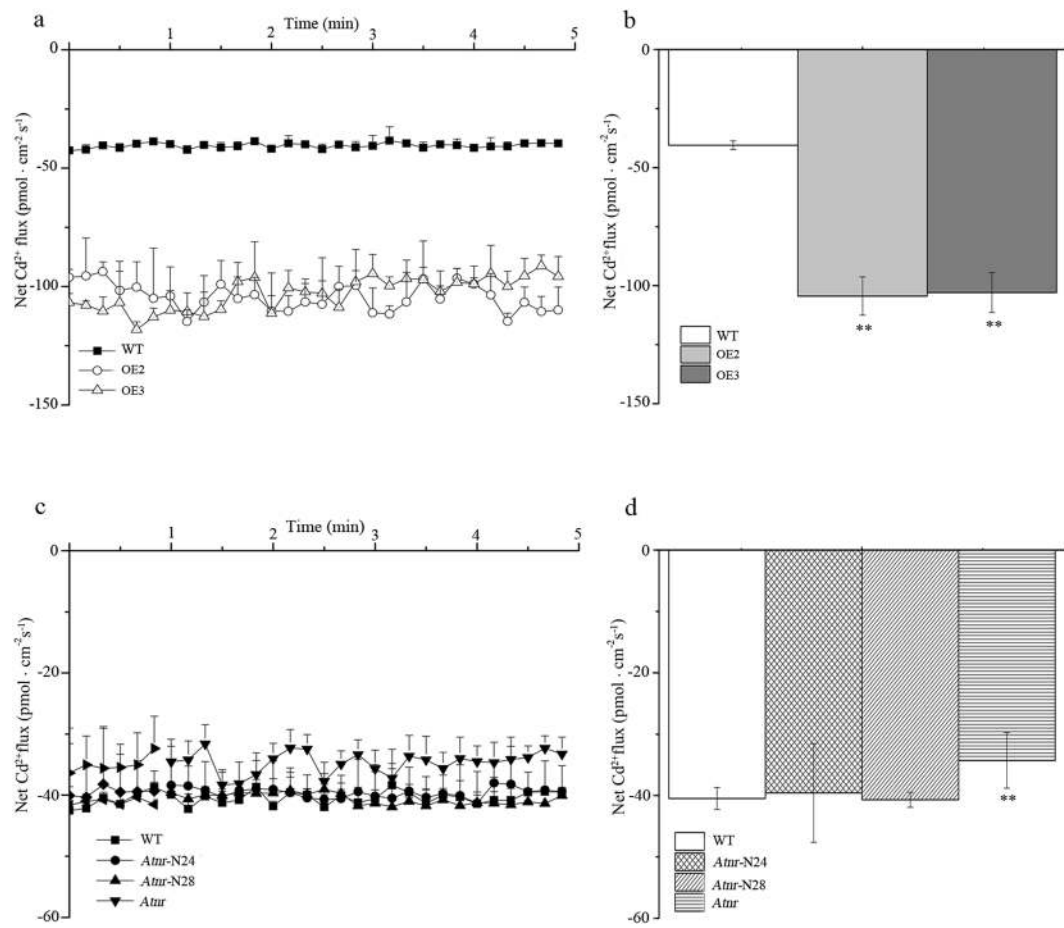 a
Time (min)
1 2 3 4 5
0
-50
-100
-150
Net Cd²⁺ flux (pmol · cm⁻² s⁻¹)
WT
OE2
OE3
b
0
-50
-100
-150
Net Cd²⁺ flux (pmol · cm⁻² s⁻¹)
** **
WT
OE2
OE3
c
Time (min)
1 2 3 4 5
0
-20
-40
-60
Net Cd²⁺ flux (pmol · cm⁻² s⁻¹)
WT
Atnr-N24
Atnr-N28
Atnr
d
0
-20
-40
-60
Net Cd²⁺ flux (pmol · cm⁻² s⁻¹)
**
WT
Atnr-N24
Atnr-N28
Atnr